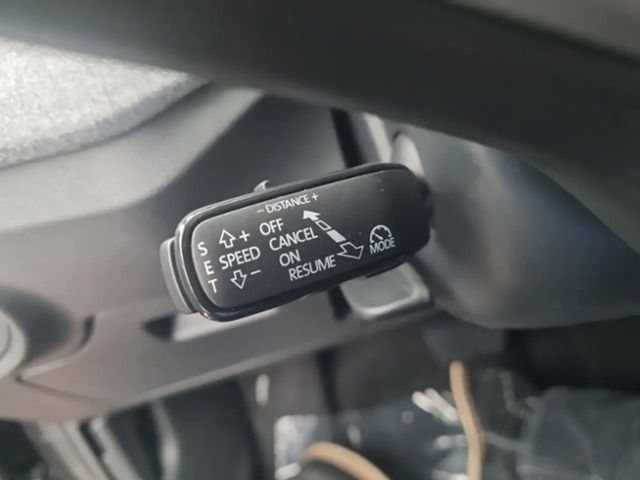 - DISTANCE +
S E T
+
SPEED
-
OFF
CANCEL
ON
RESUME
MODE